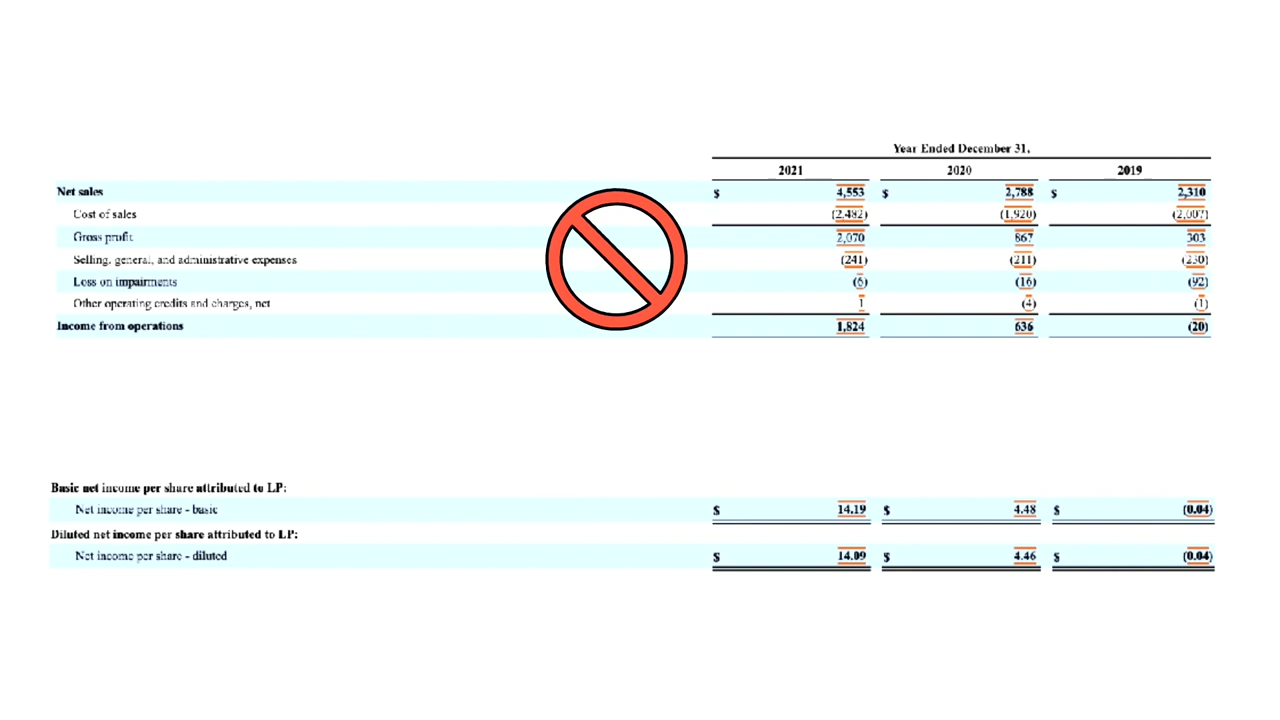 Year Ended December 31,
2021 2020 2019
Net sales $ 4,553 $ 2,788 $ 2,310
Cost of sales (2,482) (1,920) (2,007)
Gross profit 2,070 867 303
Selling, general, and administrative expenses (241) (211) (230)
Loss on impairments (6) (16) (92)
Other operating credits and charges, net 1 (4) (1)
Income from operations 1,824 636 (20)
Basic net income per share attributed to LP:
Net income per share - basic $ 14.19 $ 4.48 $ (0.04)
Diluted net income per share attributed to LP:
Net income per share - diluted $ 14.09 $ 4.46 $ (0.04)